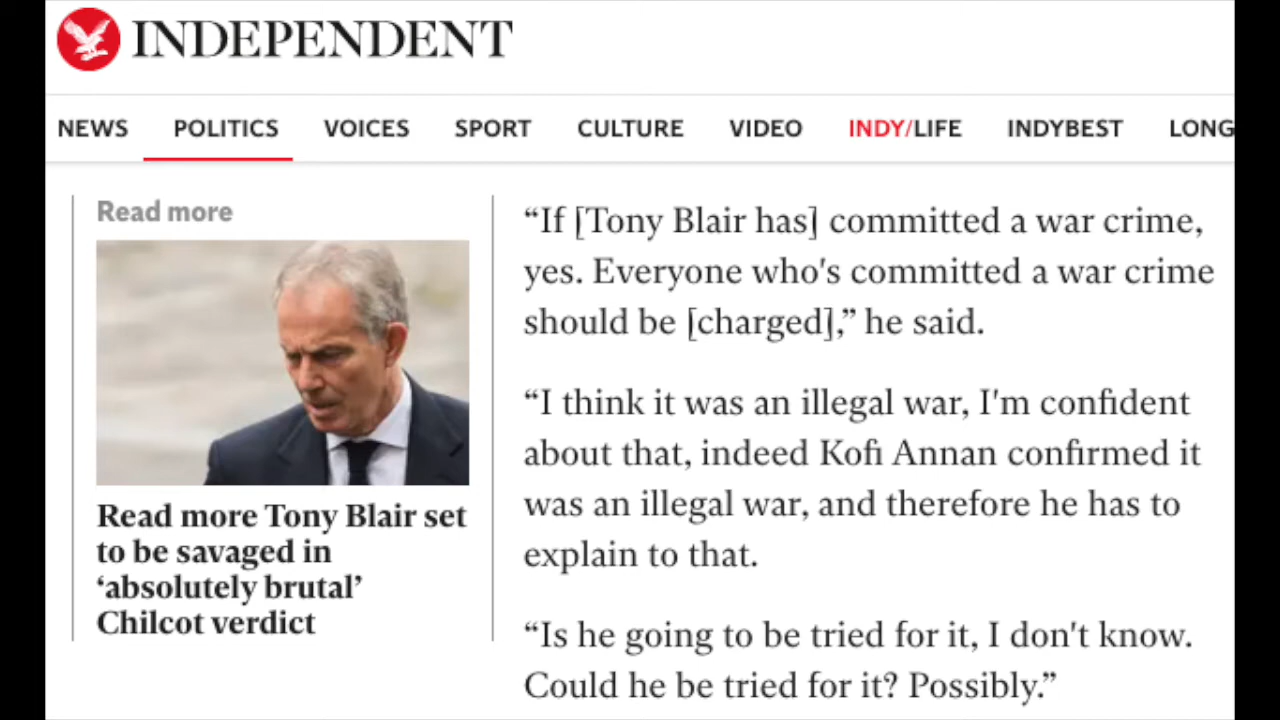 INDEPENDENT
NEWS POLITICS VOICES SPORT CULTURE VIDEO INDY/LIFE INDYBEST LONG
Read more
Read more Tony Blair set
to be savaged in
‘absolutely brutal’
Chilcot verdict
“If [Tony Blair has] committed a war crime,
yes. Everyone who's committed a war crime
should be [charged],” he said.
“I think it was an illegal war, I'm confident
about that, indeed Kofi Annan confirmed it
was an illegal war, and therefore he has to
explain to that.
“Is he going to be tried for it, I don't know.
Could he be tried for it? Possibly.”